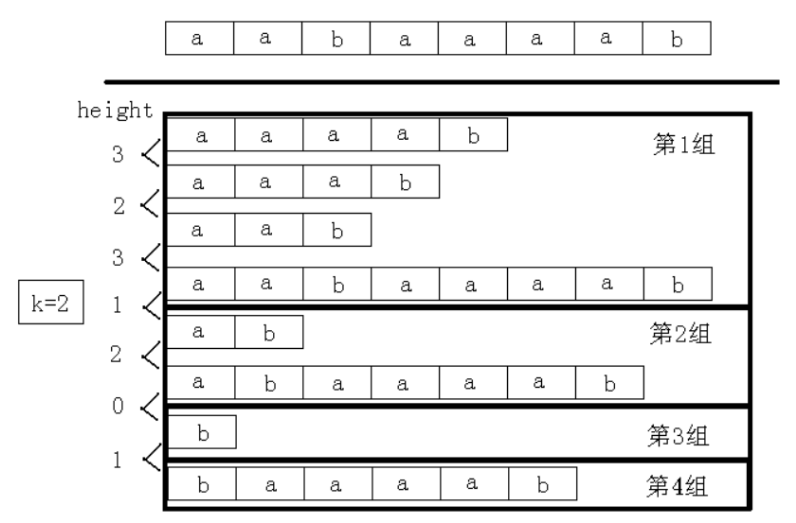 a a b a a a a b
height
a a a a b 第1组
3
a a a b
2
a a b
3
a a b a a a a b
k=2
1
a b 第2组
2
a b a a a a b
0
b 第3组
1
b a a a a b 第4组